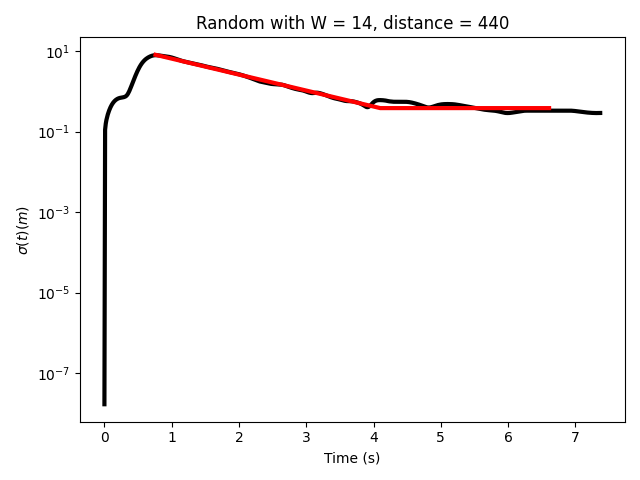 Random with W = 14, distance = 440
10¹
10⁻¹
10⁻³
10⁻⁵
10⁻⁷
σ(t)(m)
0 1 2 3 4 5 6 7
Time (s)